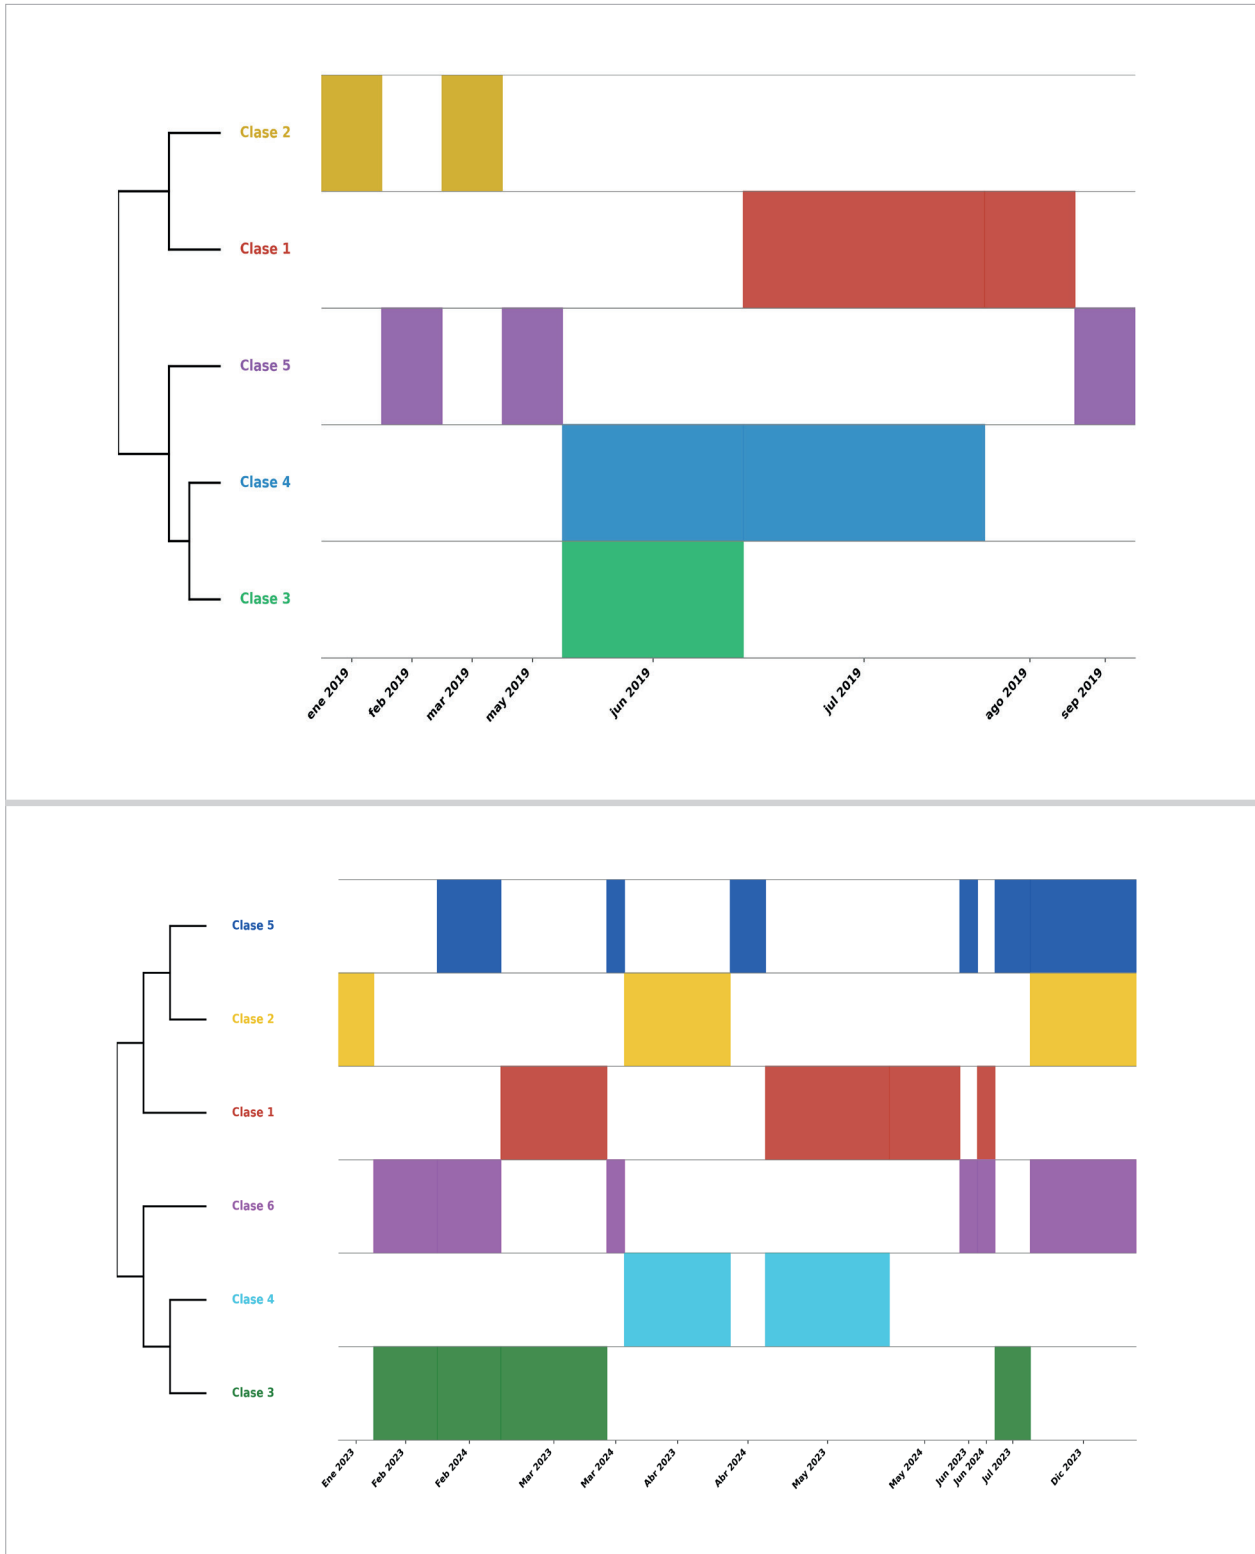 Clase 2
Clase 1
Clase 5
Clase 4
Clase 3
ene 2019
feb 2019
mar 2019
may 2019
jun 2019
jul 2019
ago 2019
sep 2019
Clase 5
Clase 2
Clase 1
Clase 6
Clase 4
Clase 3
Ene 2023
Feb 2023
Feb 2024
Mar 2023
Mar 2024
Abr 2023
Abr 2024
May 2023
May 2024
Jun 2023
Jun 2024
Jul 2023
Dic 2023